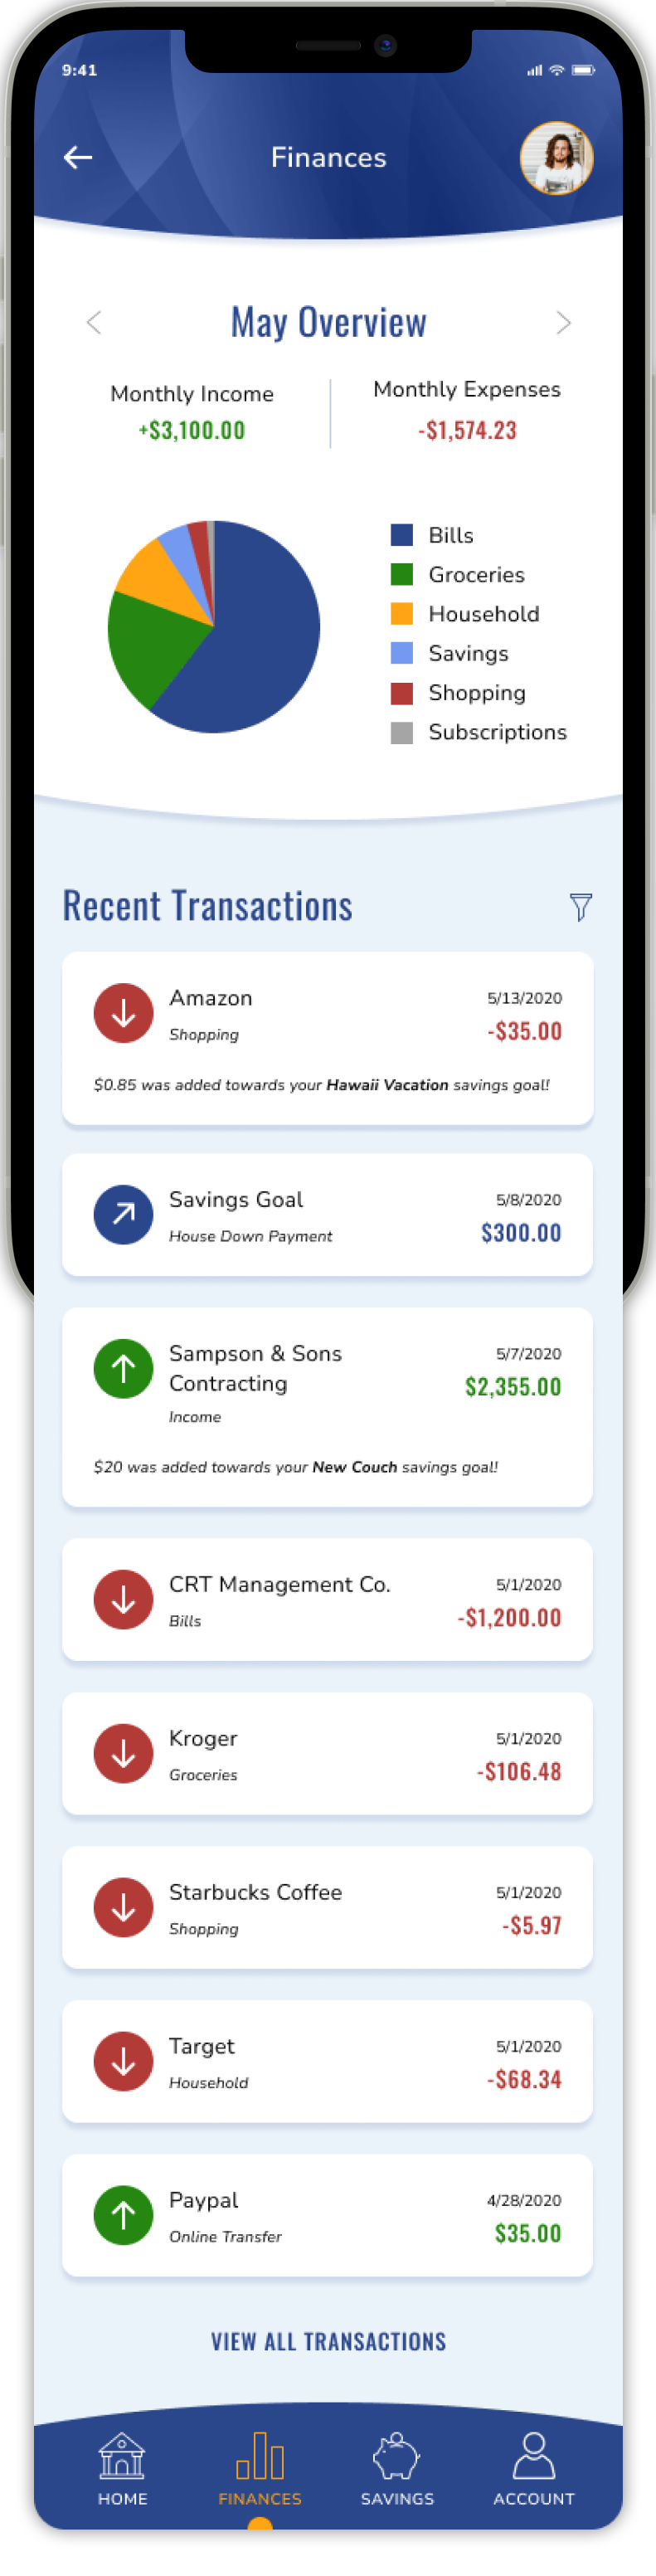 9:41
Finances
May Overview
Monthly Income
+$3,100.00
Monthly Expenses
-$1,574.23
Bills
Groceries
Household
Savings
Shopping
Subscriptions
Recent Transactions
Amazon
5/13/2020
Shopping
-$35.00
$0.85 was added towards your Hawaii Vacation savings goal!
Savings Goal
5/8/2020
House Down Payment
$300.00
Sampson & Sons
Contracting
5/7/2020
$2,355.00
Income
$20 was added towards your New Couch savings goal!
CRT Management Co.
5/1/2020
Bills
-$1,200.00
Kroger
5/1/2020
Groceries
-$106.48
Starbucks Coffee
5/1/2020
Shopping
-$5.97
Target
5/1/2020
Household
-$68.34
Paypal
4/28/2020
Online Transfer
$35.00
VIEW ALL TRANSACTIONS
HOME
FINANCES
SAVINGS
ACCOUNT